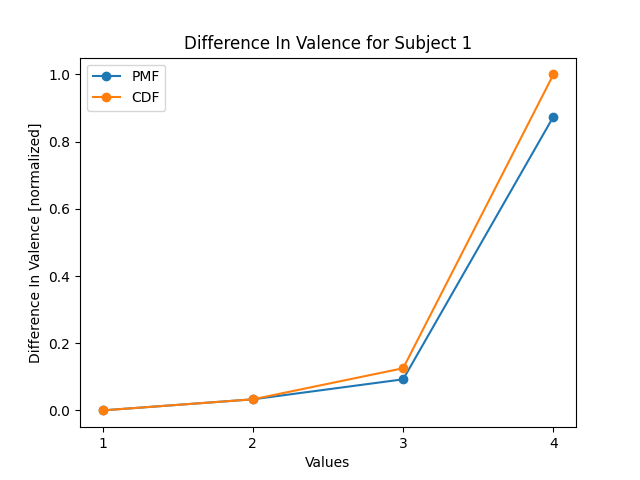 Difference In Valence for Subject 1
PMF
CDF
Difference In Valence [normalized]
1.0
0.8
0.6
0.4
0.2
0.0
1 2 3 4
Values